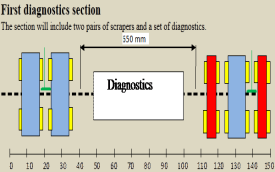 First diagnostics section
The section will include two pairs of scrapers and a set of diagnostics.
550 mm
Diagnostics
0 10 20 30 40 50 60 70 80 90 100 110 120 130 140 150